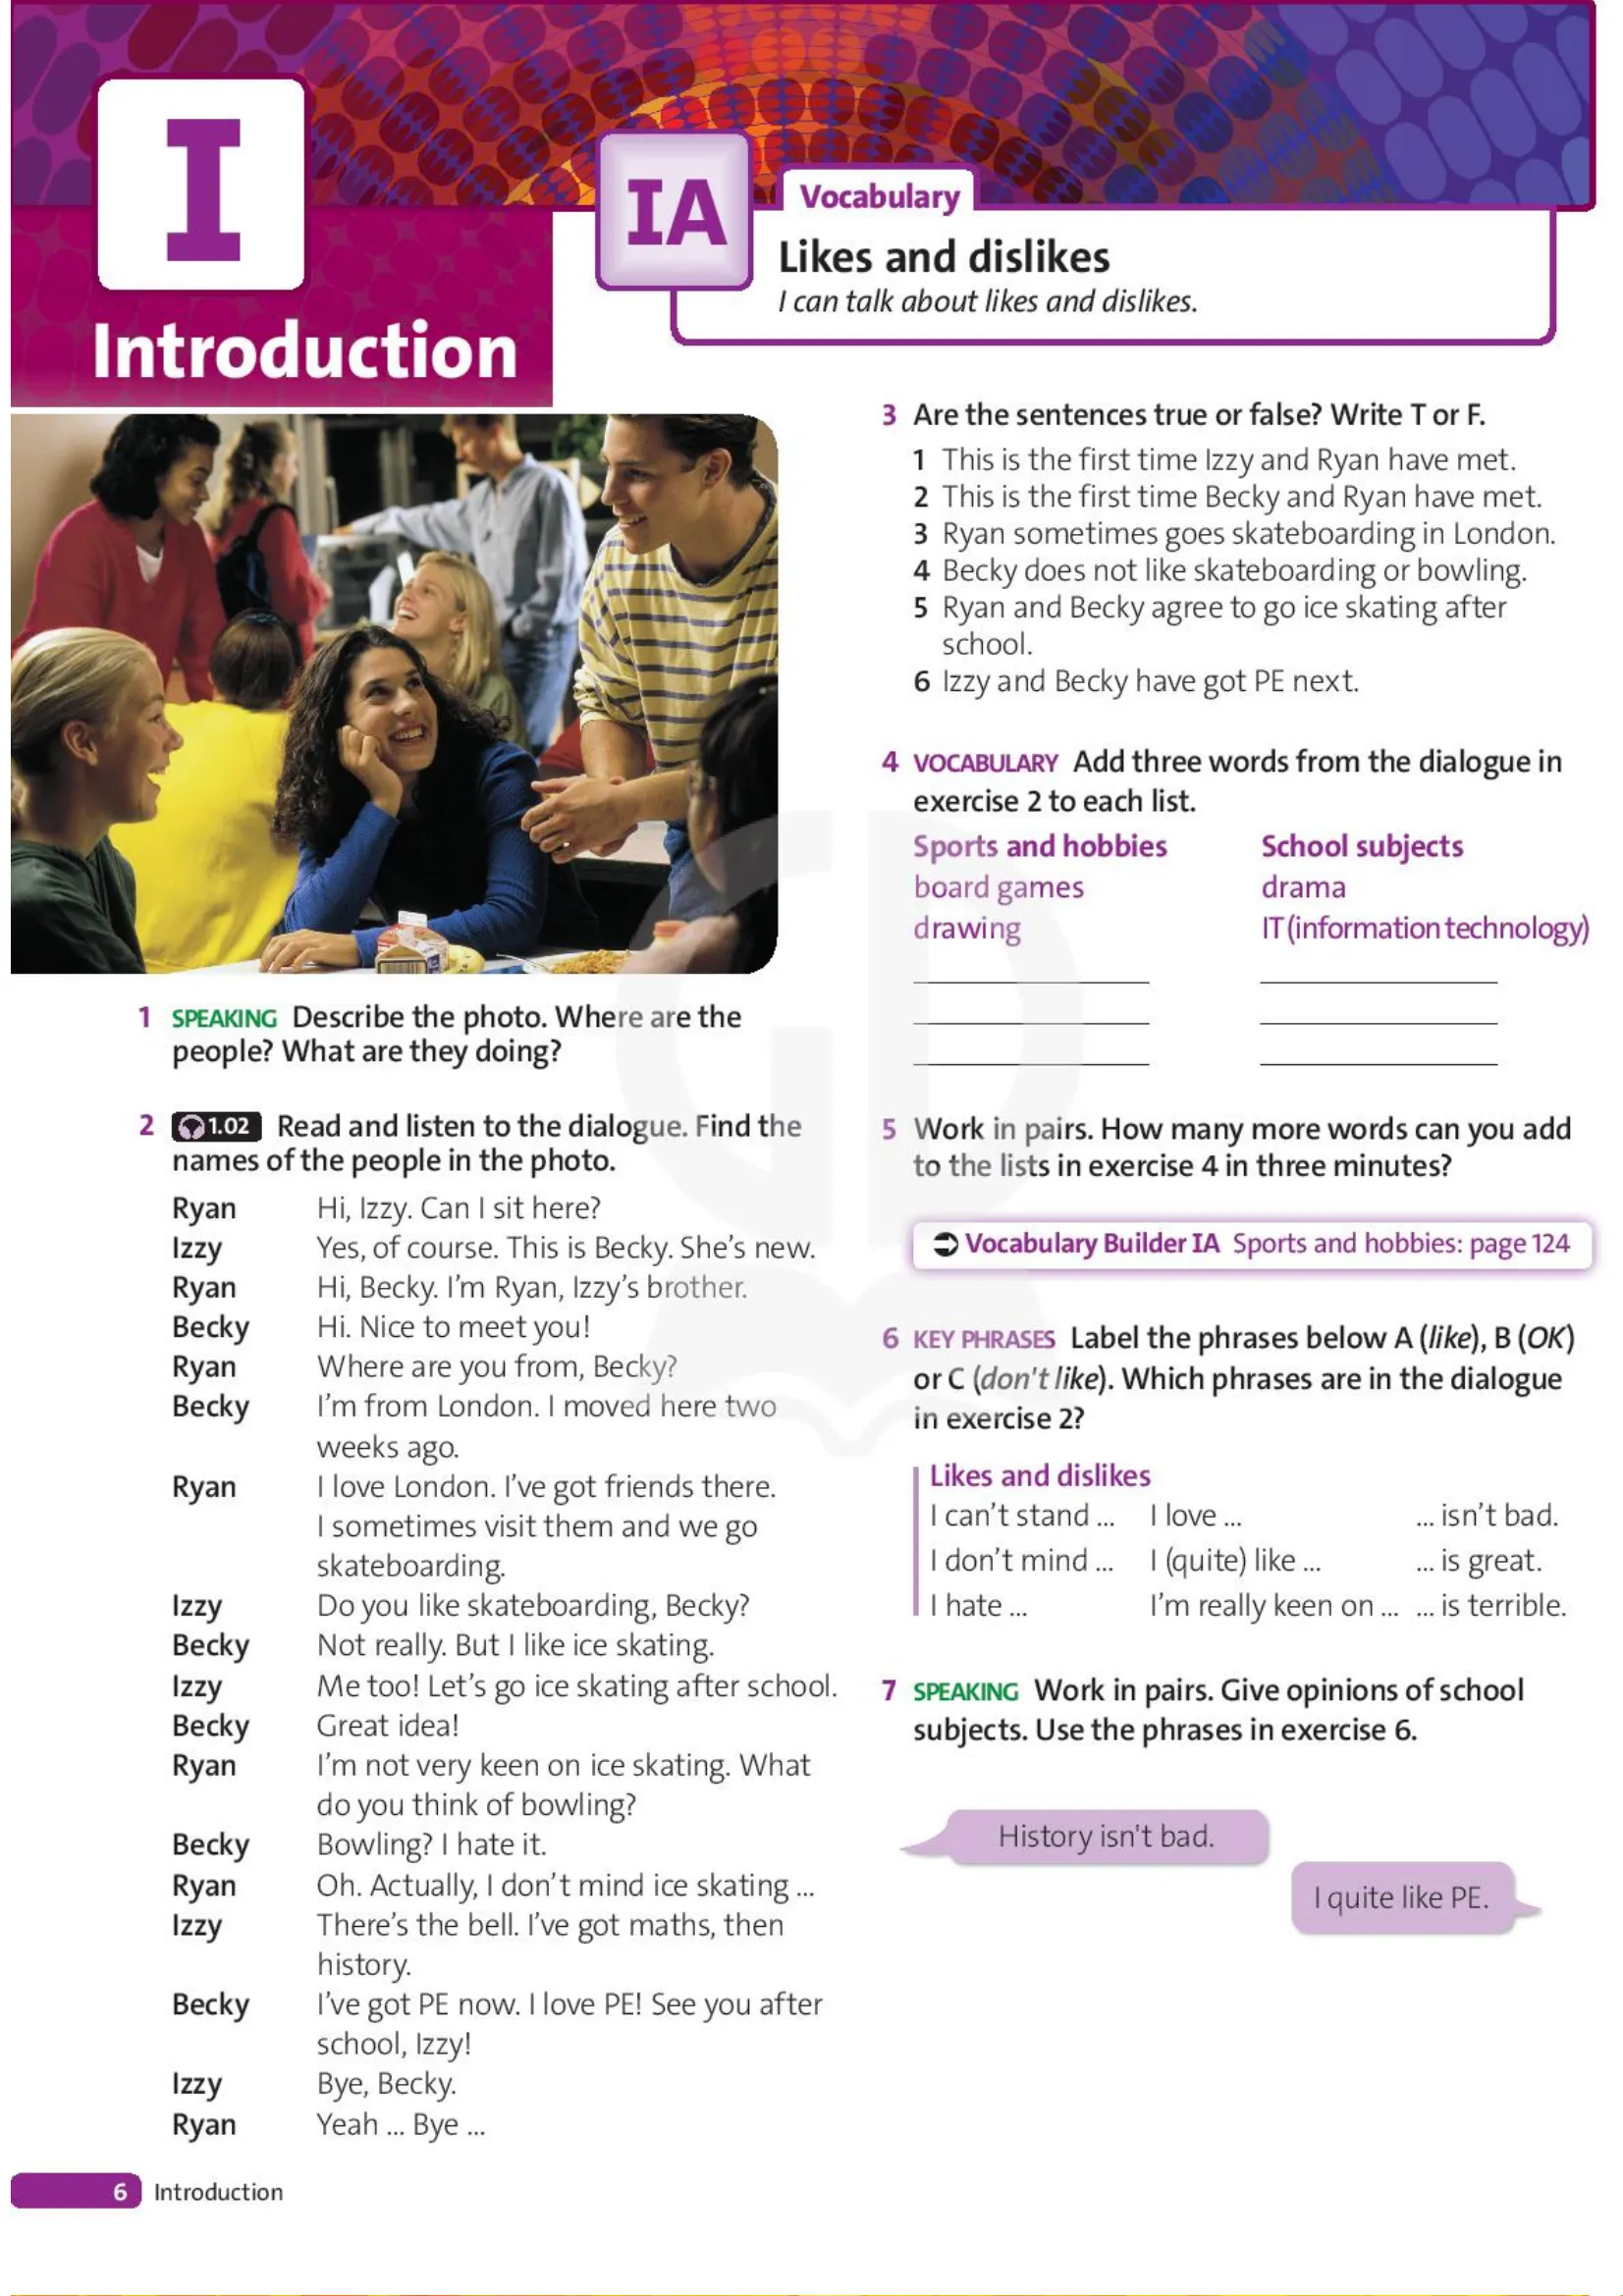 I
Introduction
IA
Vocabulary
Likes and dislikes
I can talk about likes and dislikes.
1 SPEAKING Describe the photo. Where are the
people? What are they doing?
2 1.02 Read and listen to the dialogue. Find the
names of the people in the photo.
Ryan Hi, Izzy. Can I sit here?
Izzy Yes, of course. This is Becky. She's new.
Ryan Hi, Becky. I'm Ryan, Izzy's brother.
Becky Hi. Nice to meet you!
Ryan Where are you from, Becky?
Becky I'm from London. I moved here two
weeks ago.
Ryan I love London. I've got friends there.
I sometimes visit them and we go
skateboarding.
Izzy Do you like skateboarding, Becky?
Becky Not really. But I like ice skating.
Izzy Me too! Let's go ice skating after school.
Becky Great idea!
Ryan I'm not very keen on ice skating. What
do you think of bowling?
Becky Bowling? I hate it.
Ryan Oh. Actually, I don't mind ice skating ...
Izzy There's the bell. I've got maths, then
history.
Becky I've got PE now. I love PE! See you after
school, Izzy!
Izzy Bye, Becky.
Ryan Yeah ... Bye ...
3 Are the sentences true or false? Write T or F.
1 This is the first time Izzy and Ryan have met.
2 This is the first time Becky and Ryan have met.
3 Ryan sometimes goes skateboarding in London.
4 Becky does not like skateboarding or bowling.
5 Ryan and Becky agree to go ice skating after
school.
6 Izzy and Becky have got PE next.
4 VOCABULARY Add three words from the dialogue in
exercise 2 to each list.
Sports and hobbies School subjects
board games drama
drawing IT (information technology)
5 Work in pairs. How many more words can you add
to the lists in exercise 4 in three minutes?
Vocabulary Builder IA Sports and hobbies: page 124
6 KEY PHRASES Label the phrases below A (like), B (OK)
or C (don't like). Which phrases are in the dialogue
in exercise 2?
Likes and dislikes
I can't stand ... I love ... ... isn't bad.
I don't mind ... I (quite) like ... ... is great.
I hate ... I'm really keen on ... ... is terrible.
7 SPEAKING Work in pairs. Give opinions of school
subjects. Use the phrases in exercise 6.
History isn't bad.
I quite like PE.
6 Introduction
GD